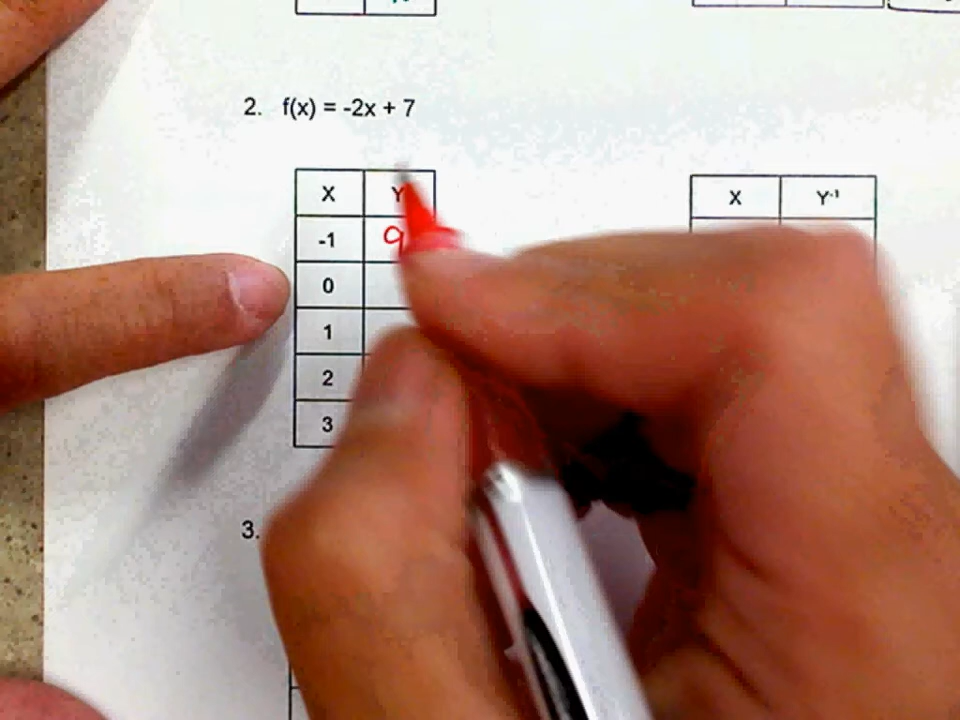 2. f(x) = -2x + 7
X Y
-1 9
0
1
2
3
X Y⁻¹
3.